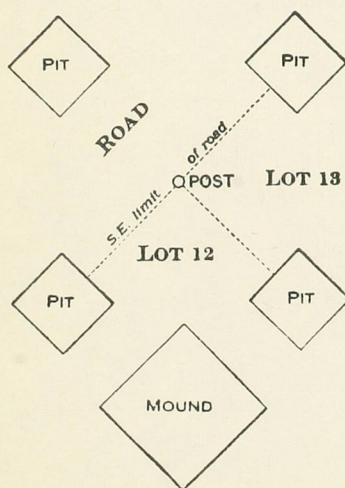 PIT
PIT
ROAD
S.E. limit of road
POST
LOT 13
LOT 12
PIT
PIT
MOUND